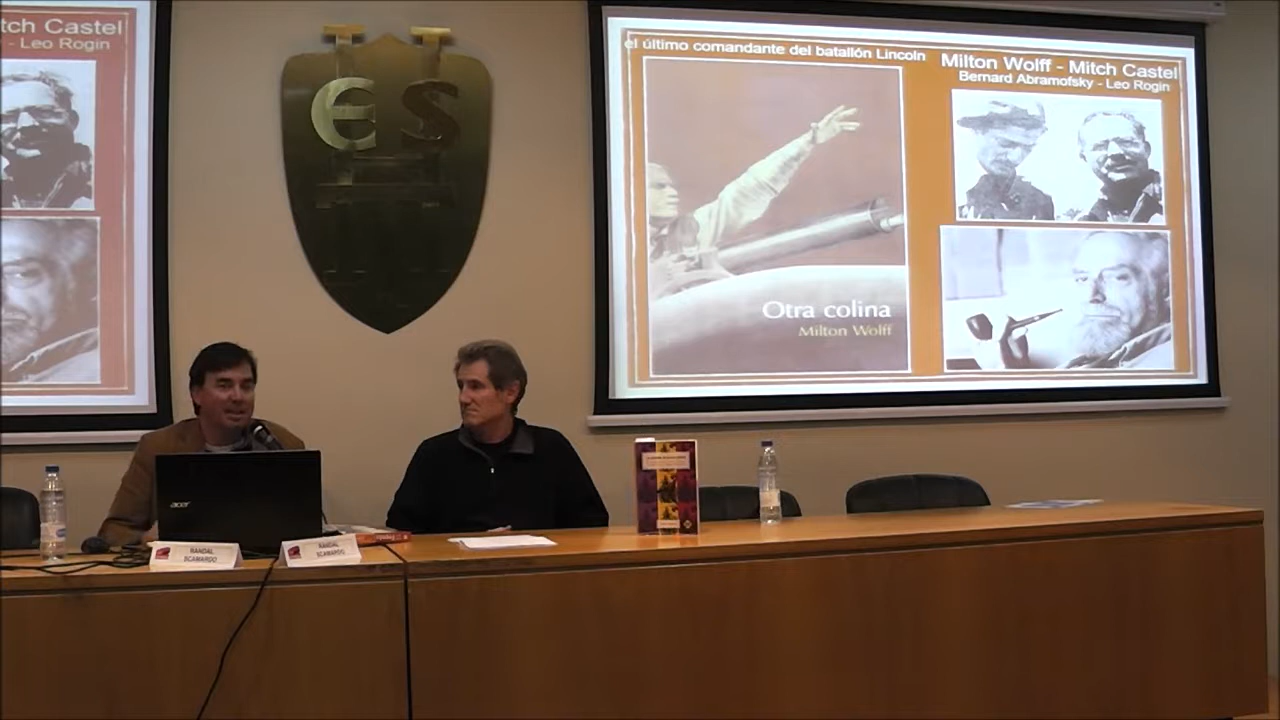 tch Castel
- Leo Rogin
E S
el último comandante del batallón Lincoln
Milton Wolff - Mitch Castel
Bernard Abramofsky - Leo Rogin
Otra colina
Milton Wolff
acer
RANDAL
SCAMARDO
RANDAL
SCAMARDO